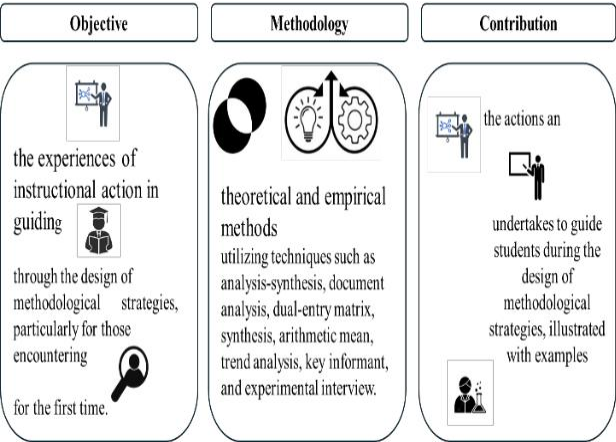 Objective
Methodology
Contribution
the experiences of
instructional action in
guiding
through the design of
methodological strategies,
particularly for those
encountering
for the first time.
theoretical and empirical
methods
utilizing techniques such as
analysis-synthesis, document
analysis, dual-entry matrix,
synthesis, arithmetic mean,
trend analysis, key informant,
and experimental interview.
the actions an
undertakes to guide
students during the
design of
methodological
strategies, illustrated
with examples